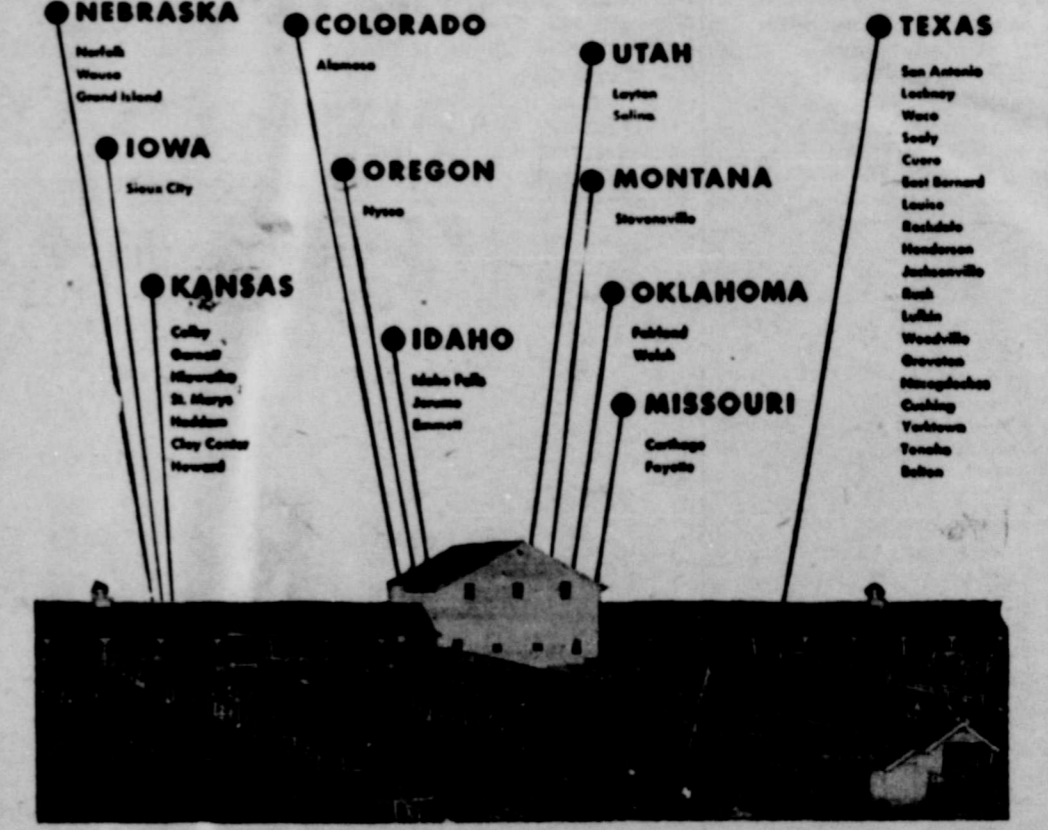 NEBRASKA
Norfolk
Wausa
Grand Island
IOWA
Sioux City
KANSAS
Colby
Garnett
Hiawatha
St. Marys
Haddam
Clay Center
Howard
COLORADO
Alamosa
OREGON
Nyssa
IDAHO
Idaho Falls
Jerome
Emmett
UTAH
Layton
Salina
MONTANA
Stevensville
OKLAHOMA
Fairland
Welch
MISSOURI
Carthage
Fayette
TEXAS
San Antonio
Lockney
Waco
Sealy
Cuero
East Bernard
Louise
Rockdale
Henderson
Jacksonville
Rusk
Lufkin
Woodville
Groveton
Nacogdoches
Cushing
Yorktown
Tenaha
Belton